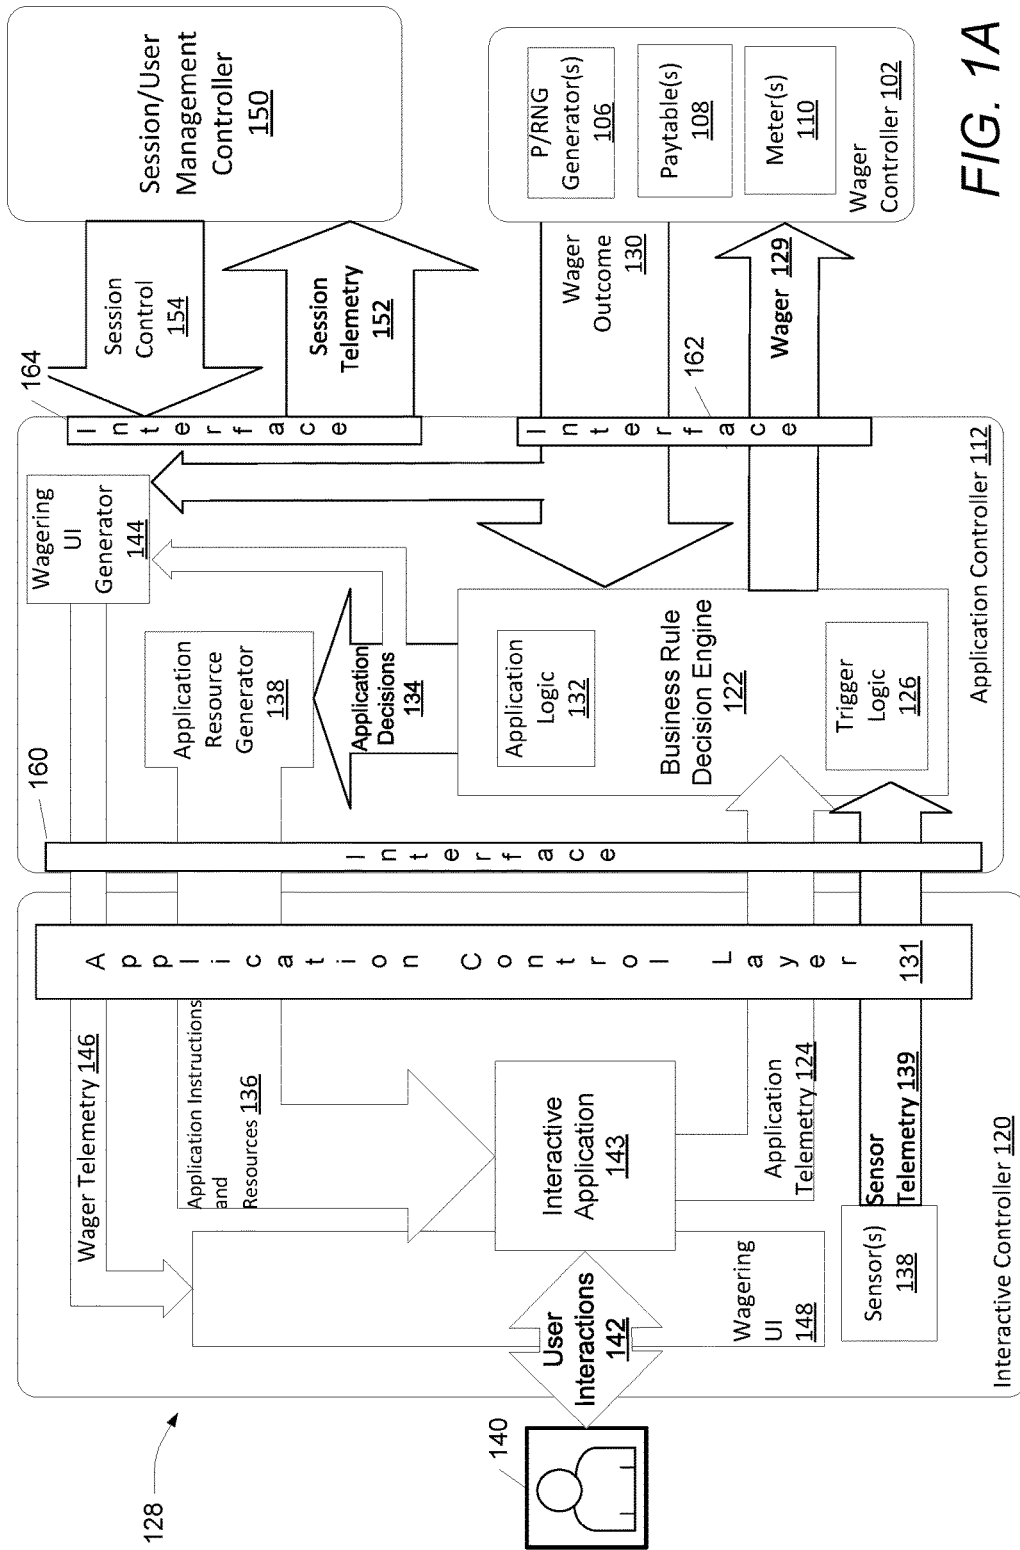 128
140
User
Interactions
142
Wager Telemetry 146
Application Instructions
and
Resources 136
Interactive
Application
143
Wagering
UI
148
Application
Telemetry 124
Sensor
Telemetry 139
Sensor(s)
138
Interactive Controller 120
Application Control Layer
131
160
Interface
Wagering
UI
Generator
144
Application
Resource
Generator
138
Application
Decisions
134
Application
Logic
132
Business Rule
Decision Engine
122
Trigger
Logic
126
Application Controller 112
164
Interface
162
Interface
Session
Control
154
Session
Telemetry
152
Wager
Outcome
130
Wager 129
Session/User
Management
Controller
150
P/RNG
Generator(s)
106
Paytable(s)
108
Meter(s)
110
Wager
Controller 102
FIG. 1A